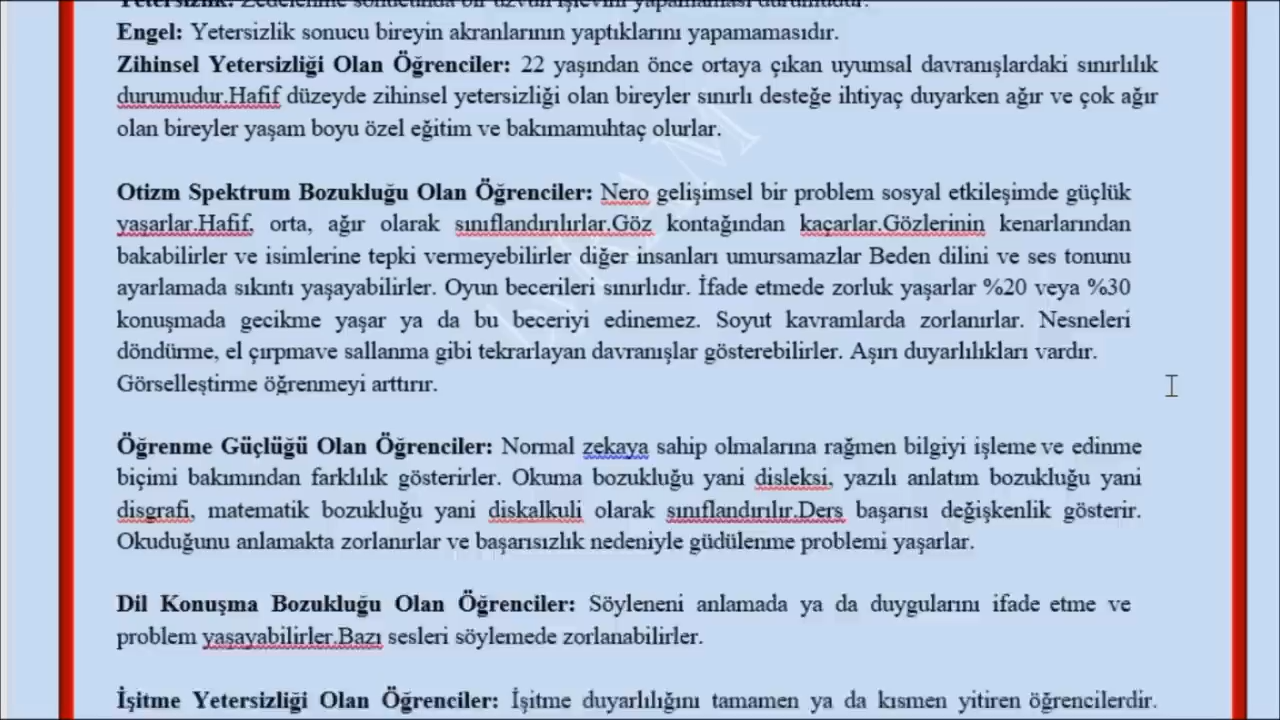 Yetersizlik: Zedelenme sonucunda bir uzvun işlevini yapamaması durumudur.
Engel: Yetersizlik sonucu bireyin akranlarının yaptıklarını yapamamasıdır.
Zihinsel Yetersizliği Olan Öğrenciler: 22 yaşından önce ortaya çıkan uyumsal davranışlardaki sınırlılık
durumudur.Hafif düzeyde zihinsel yetersizliği olan bireyler sınırlı desteğe ihtiyaç duyarken ağır ve çok ağır
olan bireyler yaşam boyu özel eğitim ve bakımamuhtaç olurlar.
Otizm Spektrum Bozukluğu Olan Öğrenciler: Nero gelişimsel bir problem sosyal etkileşimde güçlük
yaşarlar.Hafif, orta, ağır olarak sınıflandırılırlar.Göz kontağından kaçarlar.Gözlerinin kenarlarından
bakabilirler ve isimlerine tepki vermeyebilirler diğer insanları umursamazlar Beden dilini ve ses tonunu
ayarlamada sıkıntı yaşayabilirler. Oyun becerileri sınırlıdır. İfade etmede zorluk yaşarlar %20 veya %30
konuşmada gecikme yaşar ya da bu beceriyi edinemez. Soyut kavramlarda zorlanırlar. Nesneleri
döndürme, el çırpmave sallanma gibi tekrarlayan davranışlar gösterebilirler. Aşırı duyarlılıkları vardır.
Görselleştirme öğrenmeyi arttırır.
Öğrenme Güçlüğü Olan Öğrenciler: Normal zekaya sahip olmalarına rağmen bilgiyi işleme ve edinme
biçimi bakımından farklılık gösterirler. Okuma bozukluğu yani disleksi, yazılı anlatım bozukluğu yani
disgrafi, matematik bozukluğu yani diskalkuli olarak sınıflandırılır.Ders başarısı değişkenlik gösterir.
Okuduğunu anlamakta zorlanırlar ve başarısızlık nedeniyle güdülenme problemi yaşarlar.
Dil Konuşma Bozukluğu Olan Öğrenciler: Söyleneni anlamada ya da duygularını ifade etme ve
problem yaşayabilirler.Bazı sesleri söylemede zorlanabilirler.
İşitme Yetersizliği Olan Öğrenciler: İşitme duyarlılığını tamamen ya da kısmen yitiren öğrencilerdir.